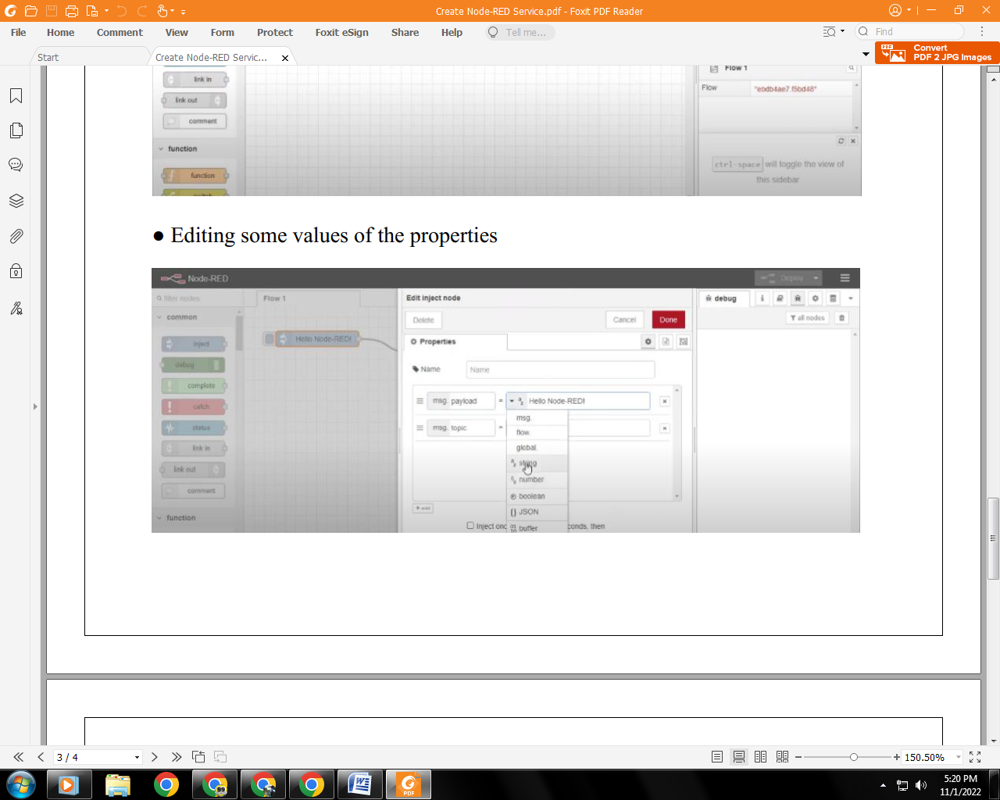 Create Node-RED Service.pdf - Foxit PDF Reader
File Home Comment View Form Protect Foxit eSign Share Help Tell me... Find
Start Create Node-RED Servic...
Convert
PDF 2 JPG Images
link in
link out
comment
function
function
Flow 1
Flow "ebdb4ae7.f5bd48"
ctrl-space will toggle the view of
this sidebar
● Editing some values of the properties
Node-RED Deploy
filter nodes Flow 1 Edit inject node debug
common Delete Cancel Done all nodes
inject Hello Node-RED! Properties
debug Name Name
complete
catch msg. payload = Hello Node-RED!
status msg. topic =
link in
link out
comment
function
msg.
flow.
global.
string
number
boolean
{} JSON
buffer
add
Inject onc conds, then
3 / 4 150.50%
99
PDF
5:20 PM
11/1/2022